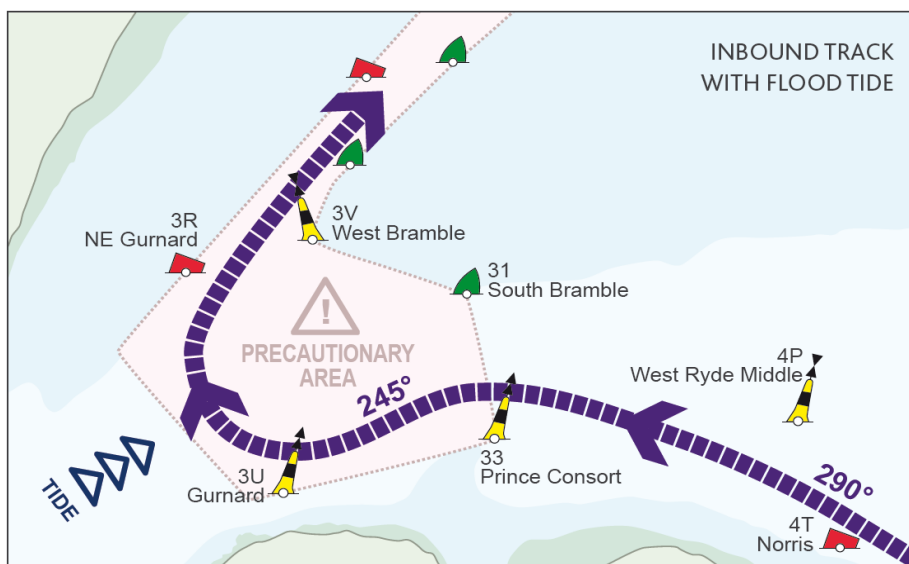 INBOUND TRACK
WITH FLOOD TIDE
3R
NE Gurnard
3V
West Bramble
31
South Bramble
!
PRECAUTIONARY
AREA
4P
West Ryde Middle
245°
3U
Gurnard
33
Prince Consort
290°
4T
Norris
TIDE